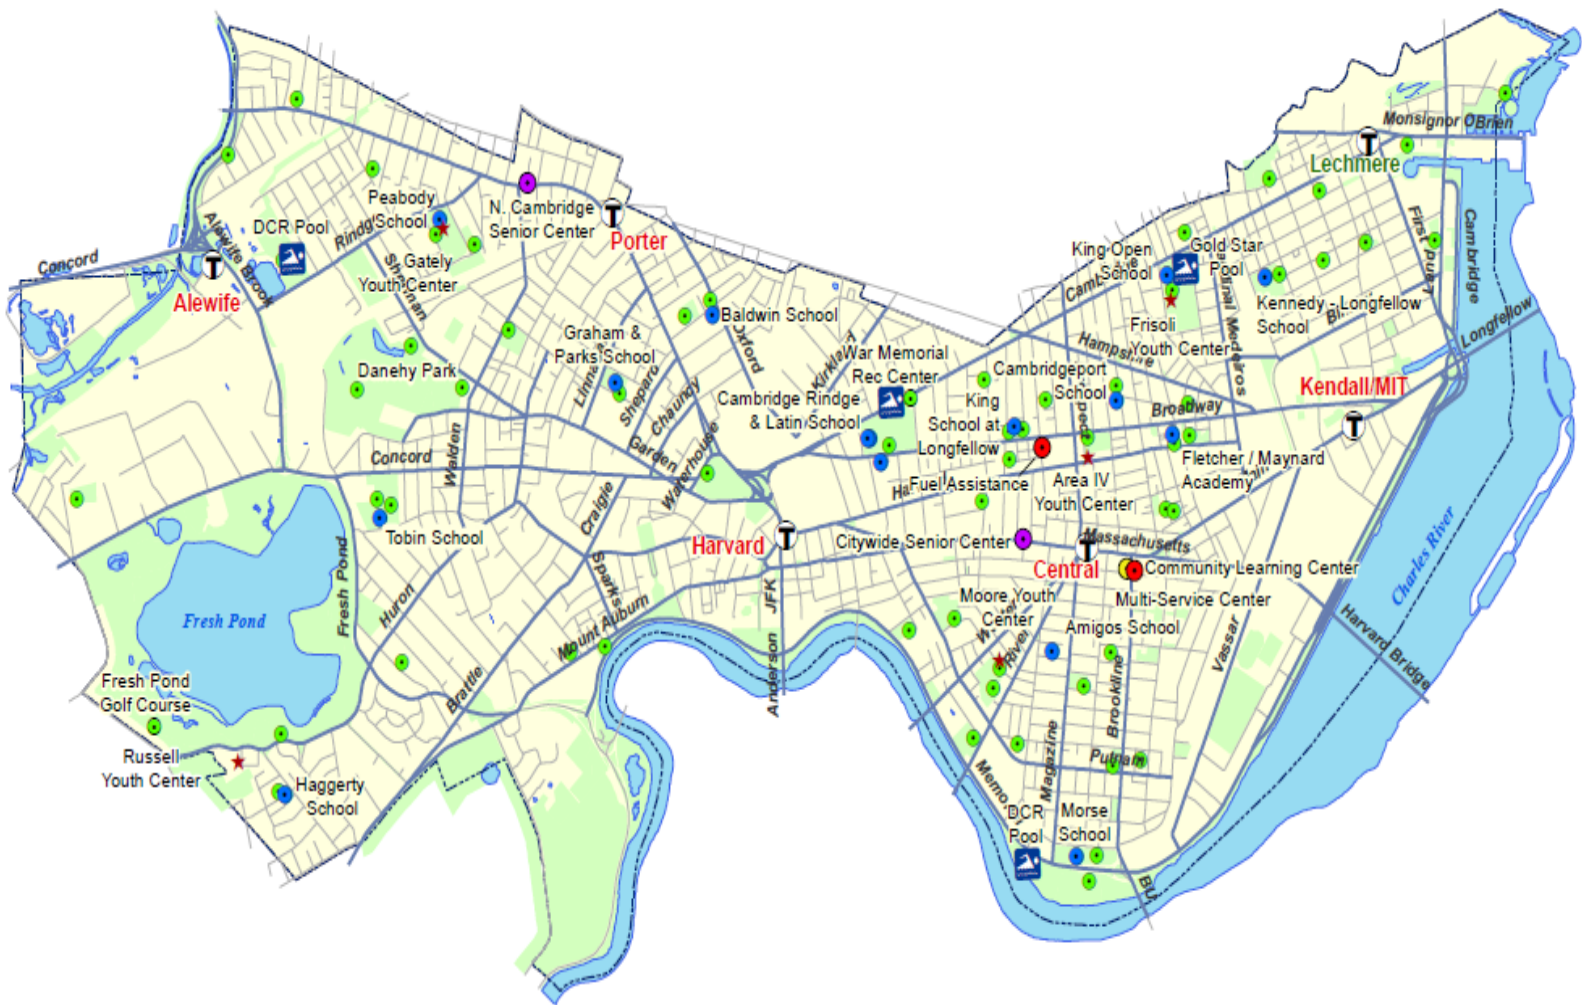 Monsignor O'Brien
Lechmere
Peabody
School
N. Cambridge
Senior Center
Porter
DCR Pool
Alewife Brook
Concord
Alewife
Gately
Youth Center
Sherman
First
Land
Cambridge
King Open
School
Gold Star
Pool
Kennedy - Longfellow
School
Longfellow
Frisoli
Youth Center
Medeiros
Hampshire
Baldwin School
Oxford
Kirkland
Graham &
Parks School
Shepard
Chauncy
Danehy Park
War Memorial
Rec Center
Cambridge Rindge
& Latin School
Cambridgeport
School
King
School at
Longfellow
Broadway
Kendall/MIT
Fletcher / Maynard
Academy
Fuel Assistance
Area IV
Youth Center
Concord
Walden
Garden
Waterhouse
Craigie
Tobin School
Harvard
Citywide Senior Center
Massachusetts
Central
Community Learning Center
Multi-Service Center
Charles River
Harvard Bridge
Fresh Pond
Fresh Pond
Huron
Sparks
Mount Auburn
Brattle
Anderson JFK
Moore Youth
Center
River
Amigos School
Vassar
Brookline
Magazine
Putnam
Fresh Pond
Golf Course
Russell
Youth Center
Haggerty
School
DCR
Pool
Morse
School
BU